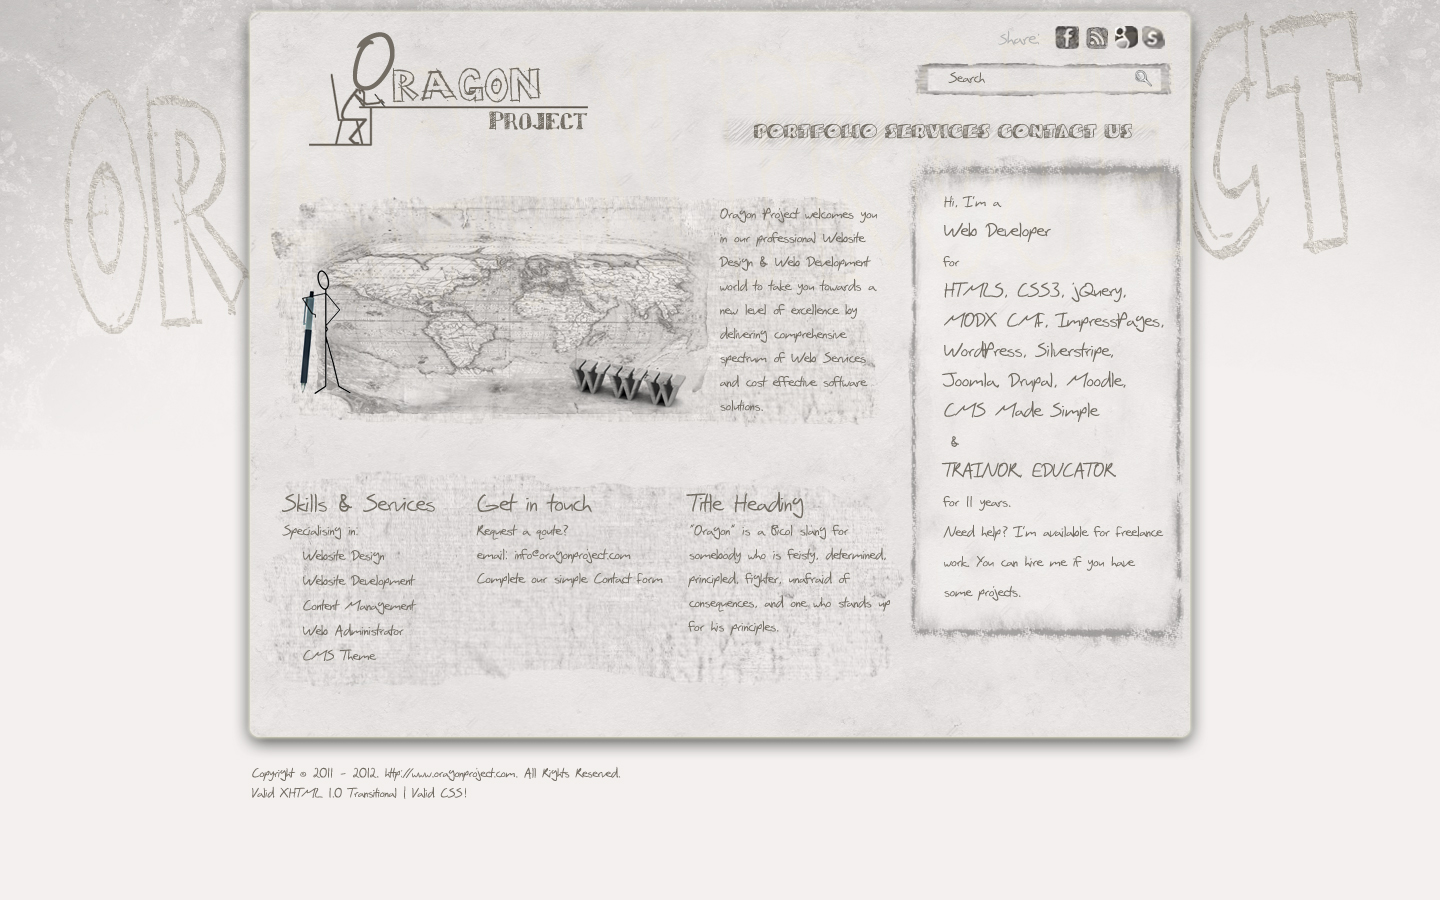 share:
ORAGON
PROJECT
Search
PORTFOLIO SERVICES CONTACT US
OR
CT
Oragon Project welcomes you
in our professional Website
Design & Web Development
world to take you towards a
new level of excellence by
delivering comprehensive
spectrum of Web Services
and cost effective software
solutions.
WWW
Hi, I'm a
Web Developer
for
HTML5, CSS3, jQuery,
MODX CMF, ImpressPages,
WordPress, Silverstripe,
Joomla, Drupal, Moodle,
CMS Made Simple
&
TRAINOR EDUCATOR
for 11 years.
Need help? I'm available for freelance
work. You can hire me if you have
some projects.
Skills & Services
Specialising in:
Website Design
Website Development
Content Management
Web Administrator
CMS Theme
Get in touch
Request a qoute?
email: info@oragonproject.com
Complete our simple Contact Form
Title Heading
"Oragon" is a Bicol slang for
somebody who is feisty, determined,
principled, fighter, unafraid of
consequences, and one who stands up
for his principles.
Copyright © 2011 - 2012. http://www.oragonproject.com. All Rights Reserved.
Valid XHTML 1.0 Transitional | Valid CSS!